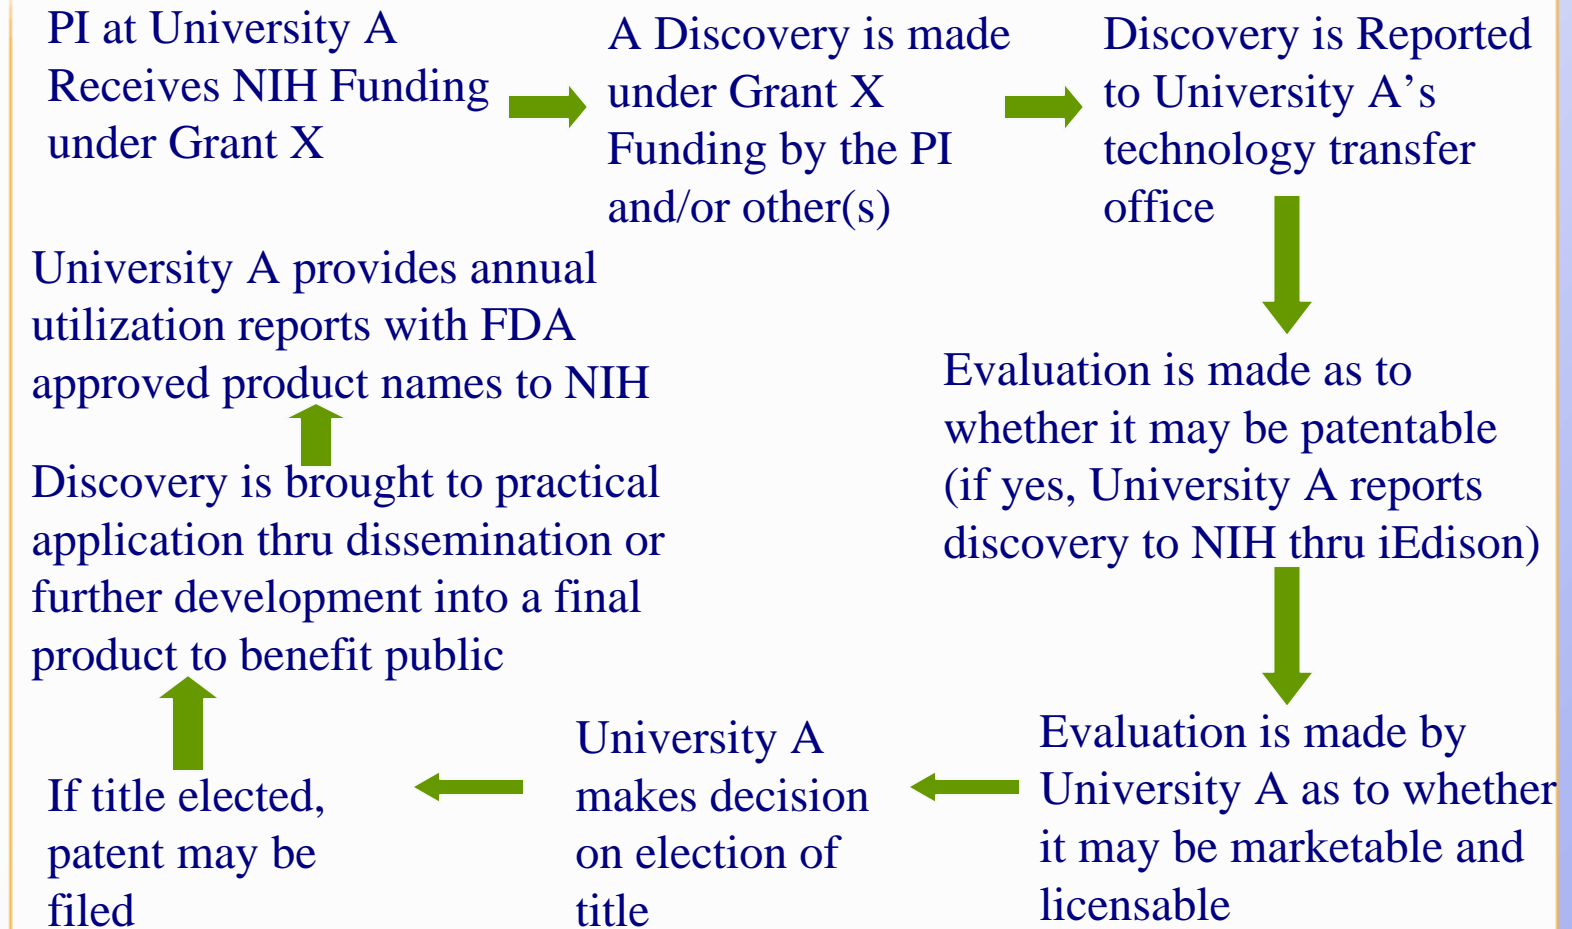 PI at University A
Receives NIH Funding
under Grant X
A Discovery is made
under Grant X
Funding by the PI
and/or other(s)
Discovery is Reported
to University A’s
technology transfer
office
Evaluation is made as to
whether it may be patentable
(if yes, University A reports
discovery to NIH thru iEdison)
Evaluation is made by
University A as to whether
it may be marketable and
licensable
University A
makes decision
on election of
title
If title elected,
patent may be
filed
Discovery is brought to practical
application thru dissemination or
further development into a final
product to benefit public
University A provides annual
utilization reports with FDA
approved product names to NIH